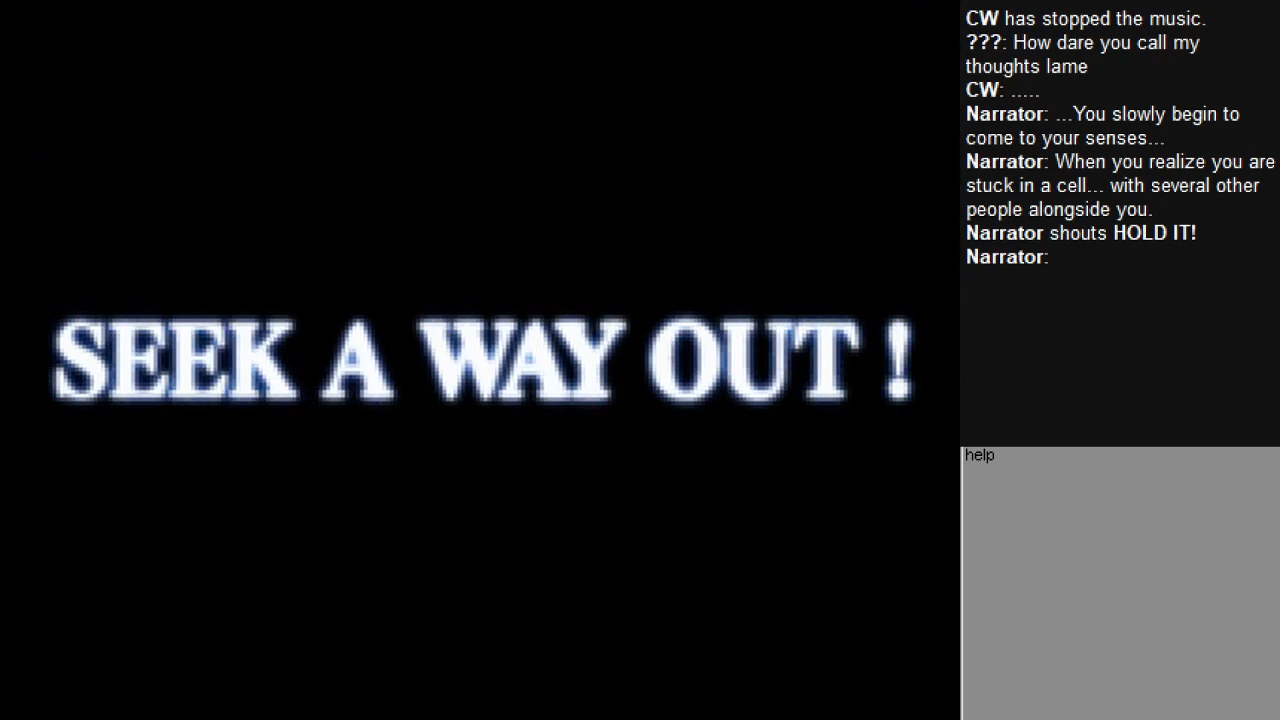 SEEK A WAY OUT !
CW has stopped the music.
???: How dare you call my
thoughts lame
CW: .....
Narrator: ...You slowly begin to
come to your senses...
Narrator: When you realize you are
stuck in a cell... with several other
people alongside you.
Narrator shouts HOLD IT!
Narrator:
help